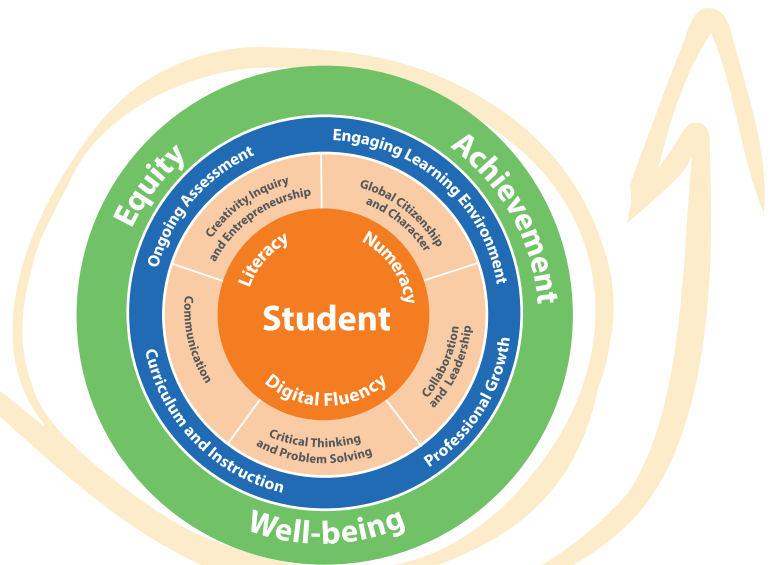 Equity
Achievement
Well-being
Ongoing Assessment
Engaging Learning Environment
Professional Growth
Curriculum and Instruction
Creativity, Inquiry
and Entrepreneurship
Global Citizenship
and Character
Collaboration
and Leadership
Critical Thinking
and Problem Solving
Communication
Literacy
Numeracy
Student
Digital Fluency